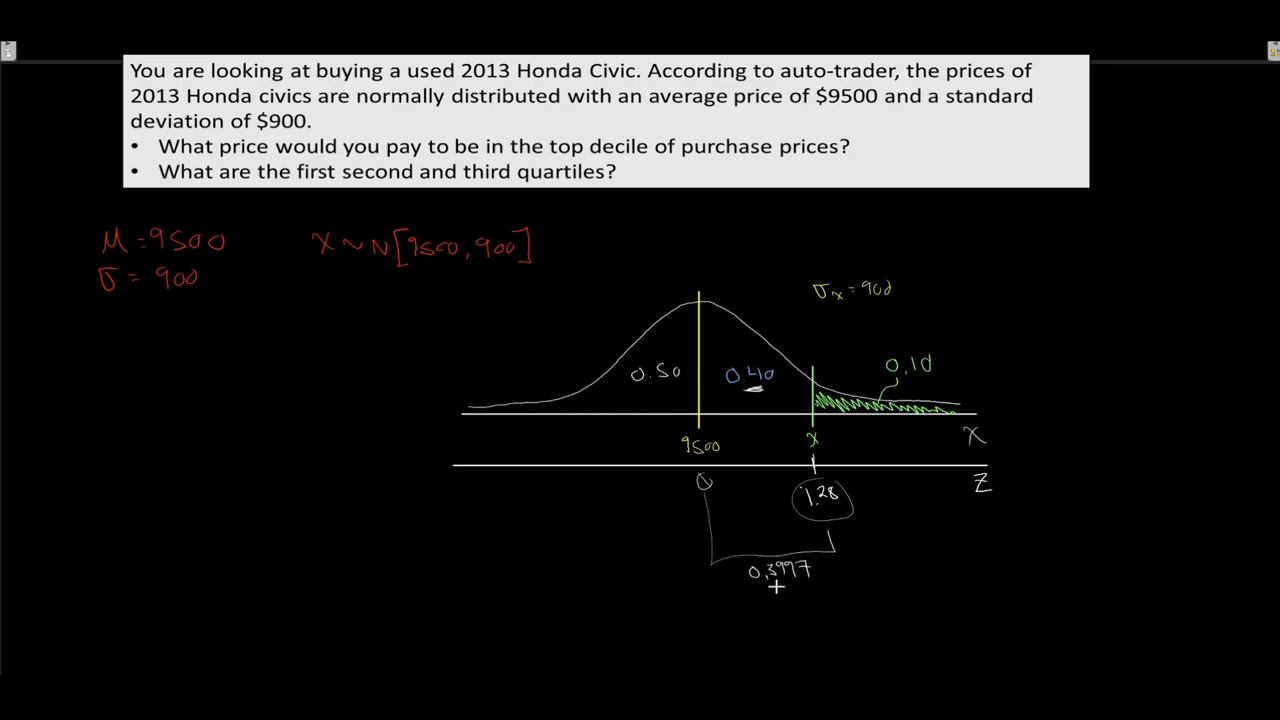 You are looking at buying a used 2013 Honda Civic. According to auto-trader, the prices of
2013 Honda civics are normally distributed with an average price of $9500 and a standard
deviation of $900.
• What price would you pay to be in the top decile of purchase prices?
• What are the first second and third quartiles?
μ = 9500
X ~ N[9500, 900]
σ = 900
σx = 900
0.10
0.50
0.40
9500
x
X
0
1.28
Z
0.3997